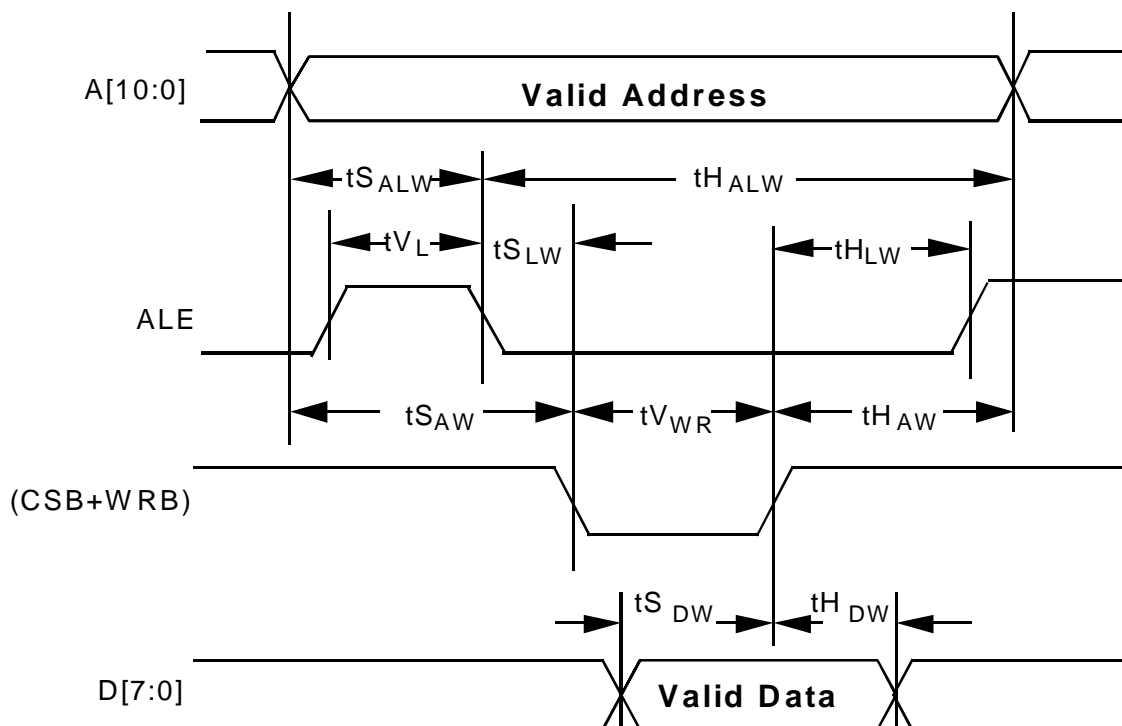 A[10:0]
Valid Address
tS ALW
tH ALW
tV L
tS LW
tH LW
ALE
tS AW
tV WR
tH AW
(CSB+WRB)
tS DW
tH DW
D[7:0]
Valid Data